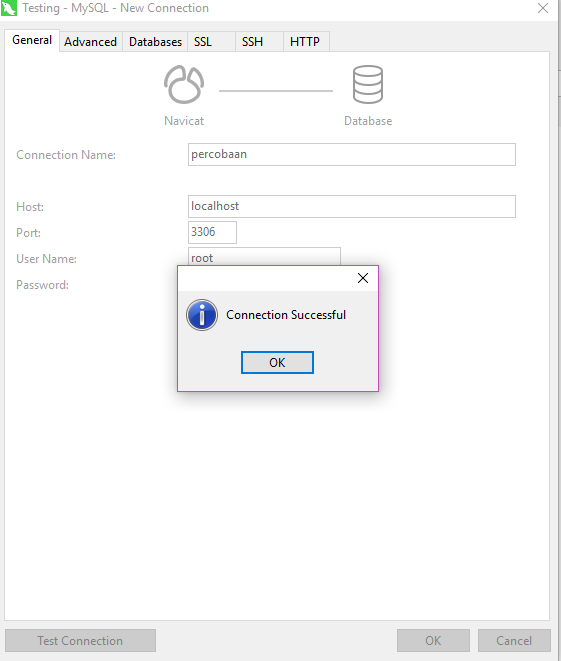 Testing - MySQL - New Connection
General Advanced Databases SSL SSH HTTP
Navicat Database
Connection Name: percobaan
Host: localhost
Port: 3306
User Name: root
Password:
Connection Successful
OK
Test Connection OK Cancel